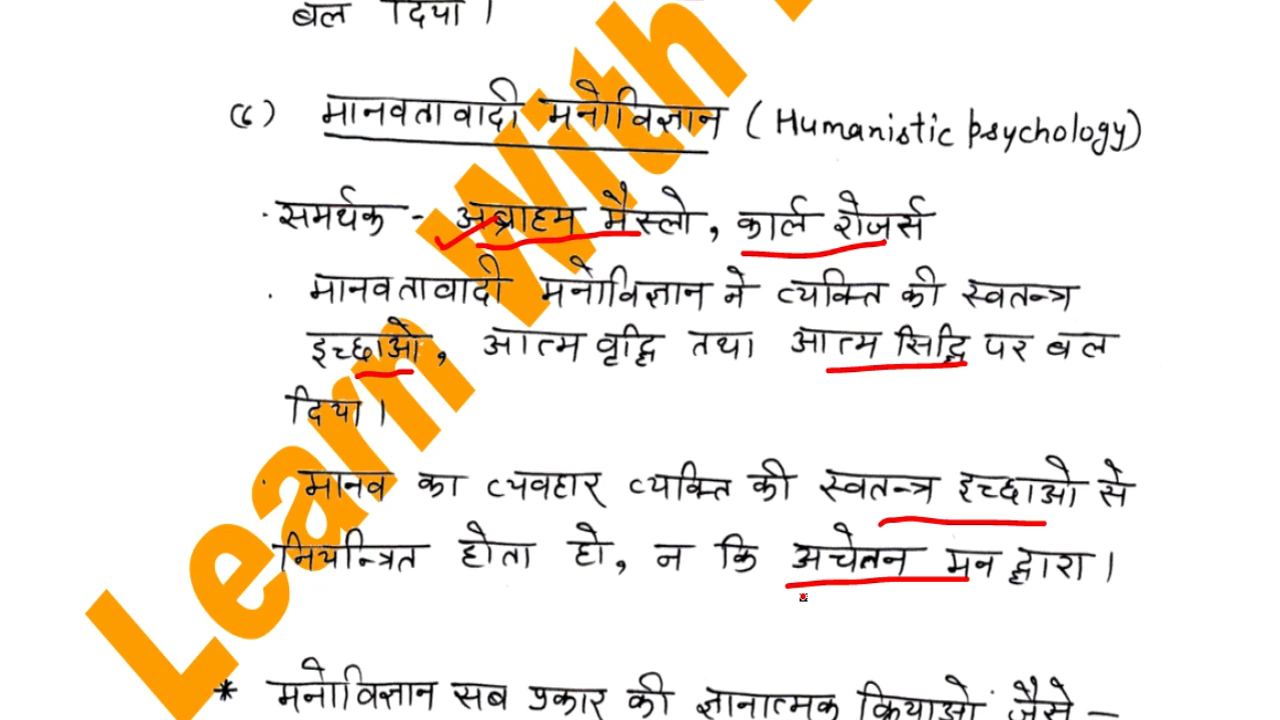 बल दिया।
(6) मानवतावादी मनोविज्ञान (Humanistic psychology)
· समर्थक - अब्राहम मैस्लो, कार्ल रोजर्स
· मानवतावादी मनोविज्ञान ने व्यक्ति की स्वतन्त्र
इच्छाओ, आत्म वृद्धि तथा आत्म सिद्धि पर बल
दिया।
· मानव का व्यवहार व्यक्ति की स्वतन्त्र इच्छाओ से
नियन्त्रित होता हो, न कि अचेतन मन द्वारा।
* मनोविज्ञान सब प्रकार की ज्ञानात्मक क्रियाओ जैसे –
Learn With